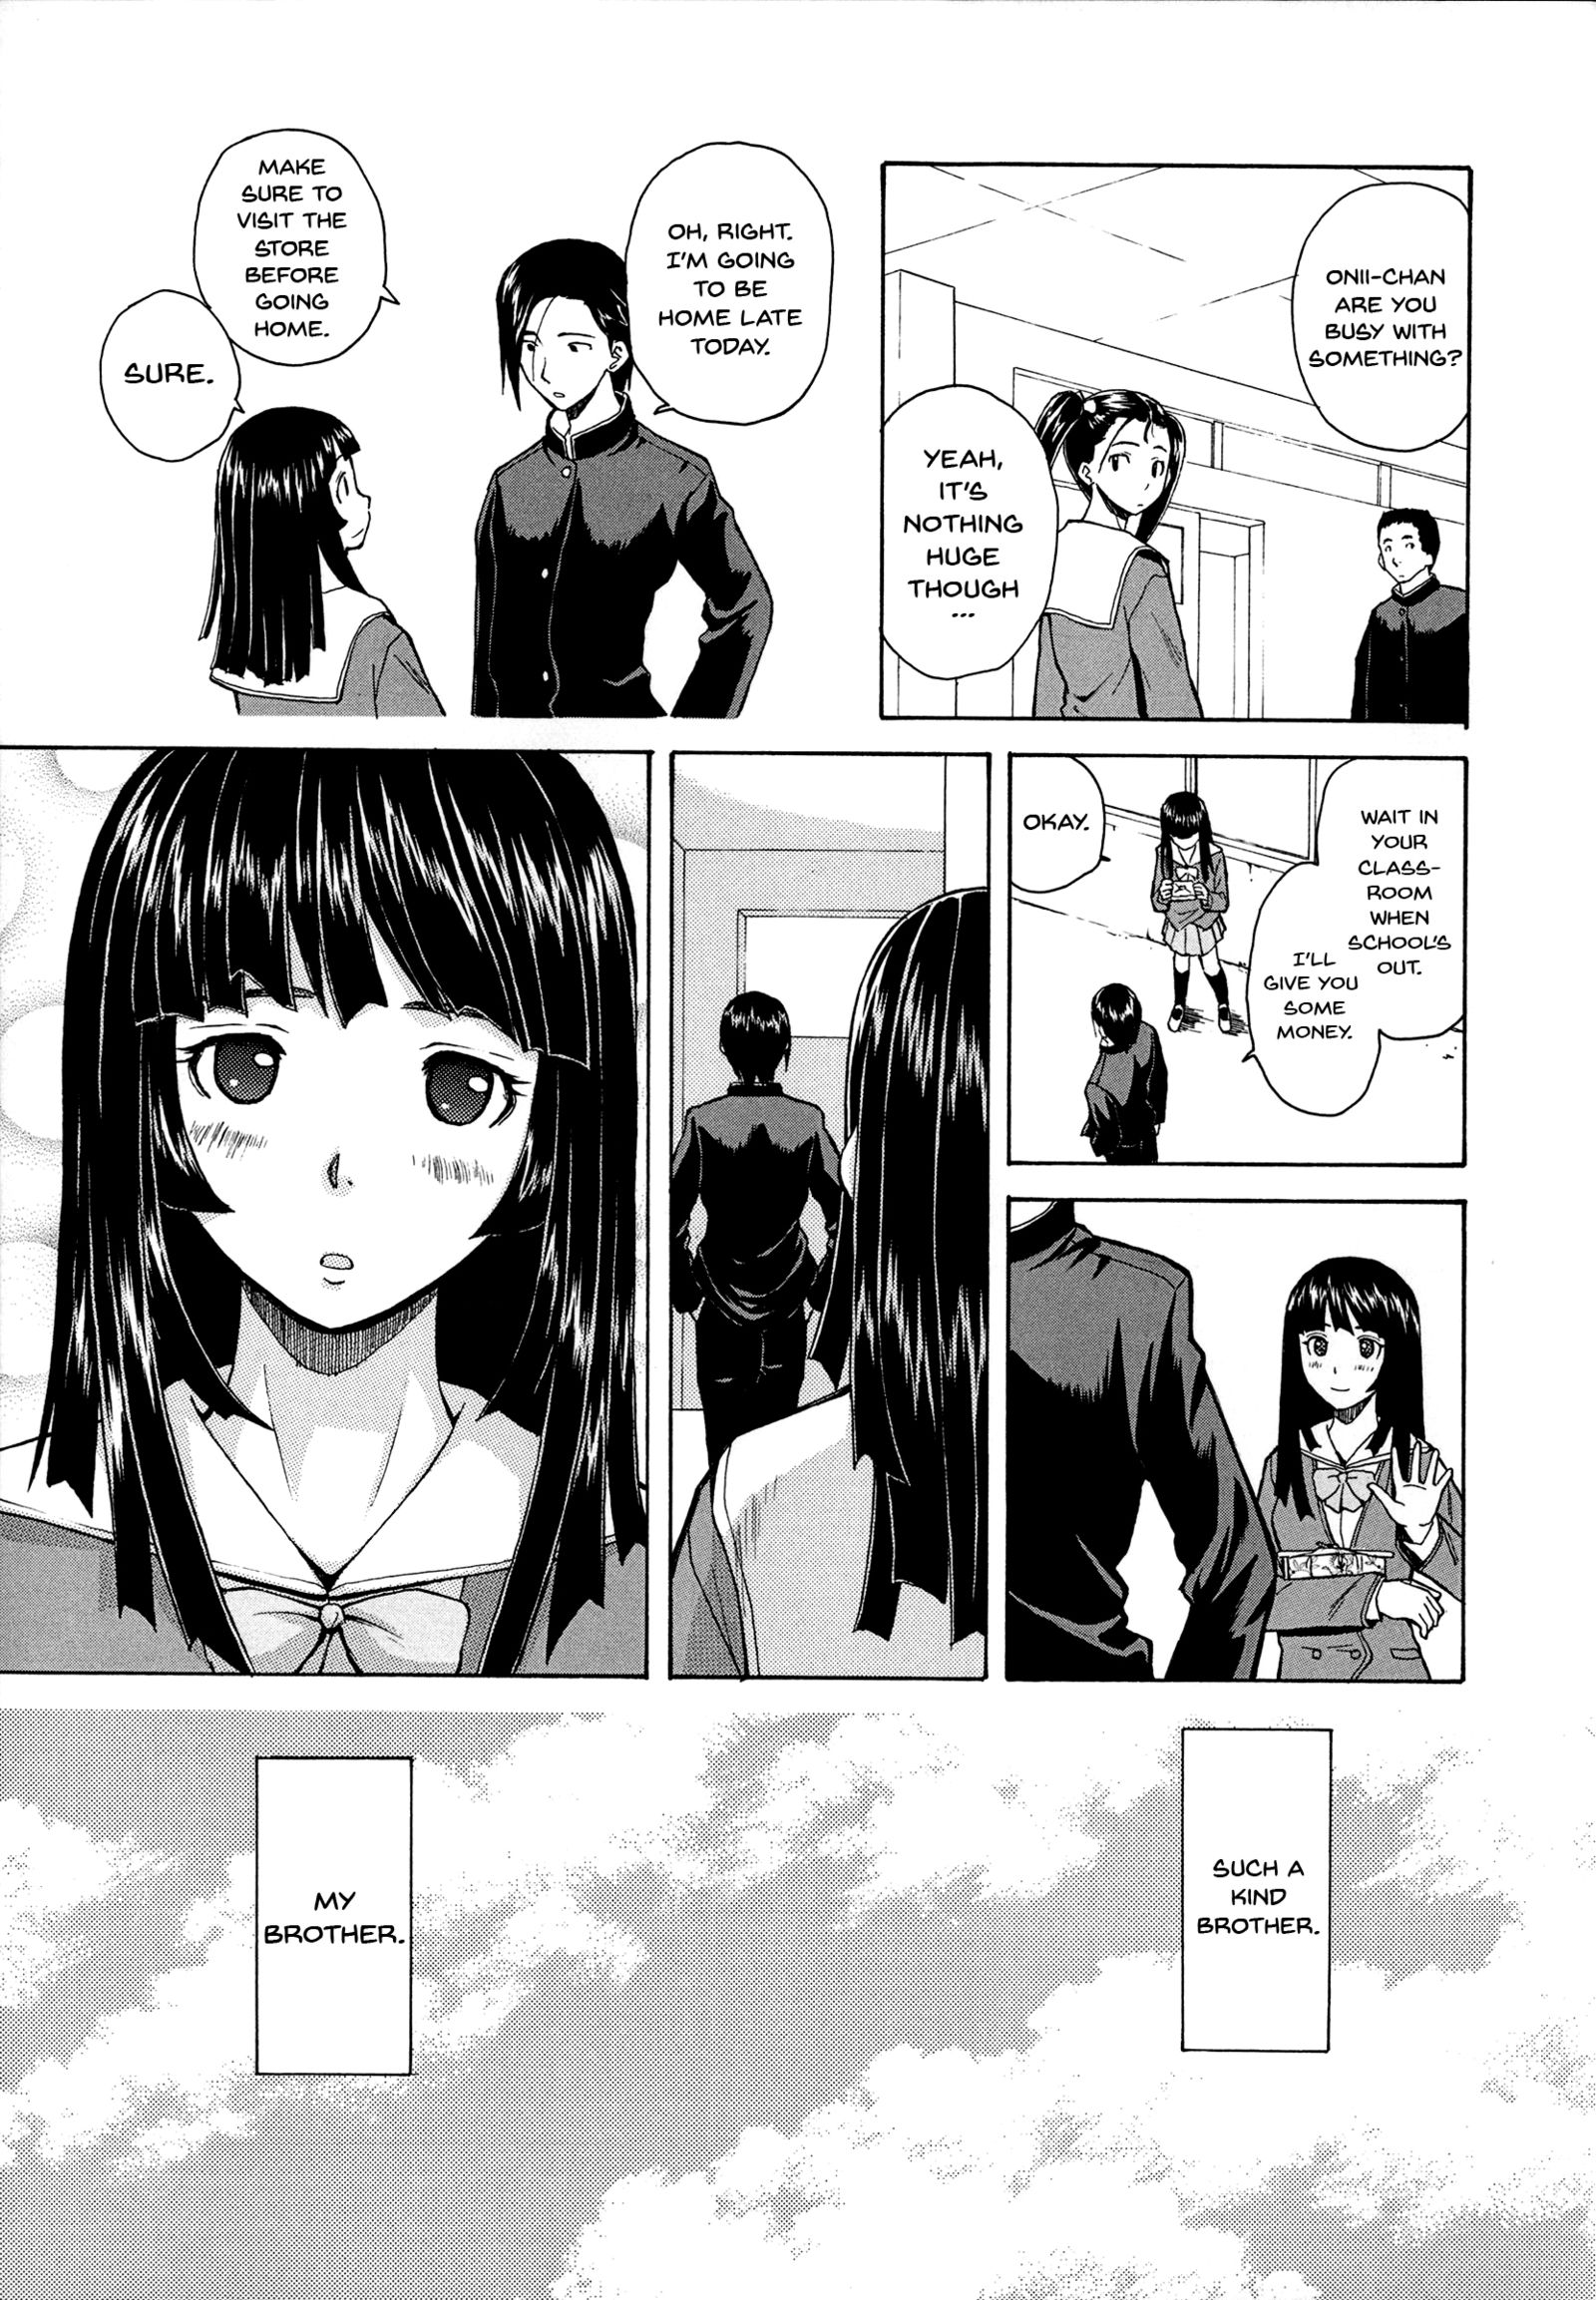 ONII-CHAN
ARE YOU
BUSY WITH
SOMETHING?
YEAH,
IT'S
NOTHING
HUGE
THOUGH
...
OH, RIGHT.
I'M GOING
TO BE
HOME LATE
TODAY.
MAKE
SURE TO
VISIT THE
STORE
BEFORE
GOING
HOME.
SURE.
WAIT IN
YOUR
CLASS-
ROOM
WHEN
SCHOOL'S
OUT.
I'LL
GIVE YOU
SOME
MONEY.
OKAY.
SUCH A
KIND
BROTHER.
MY
BROTHER.